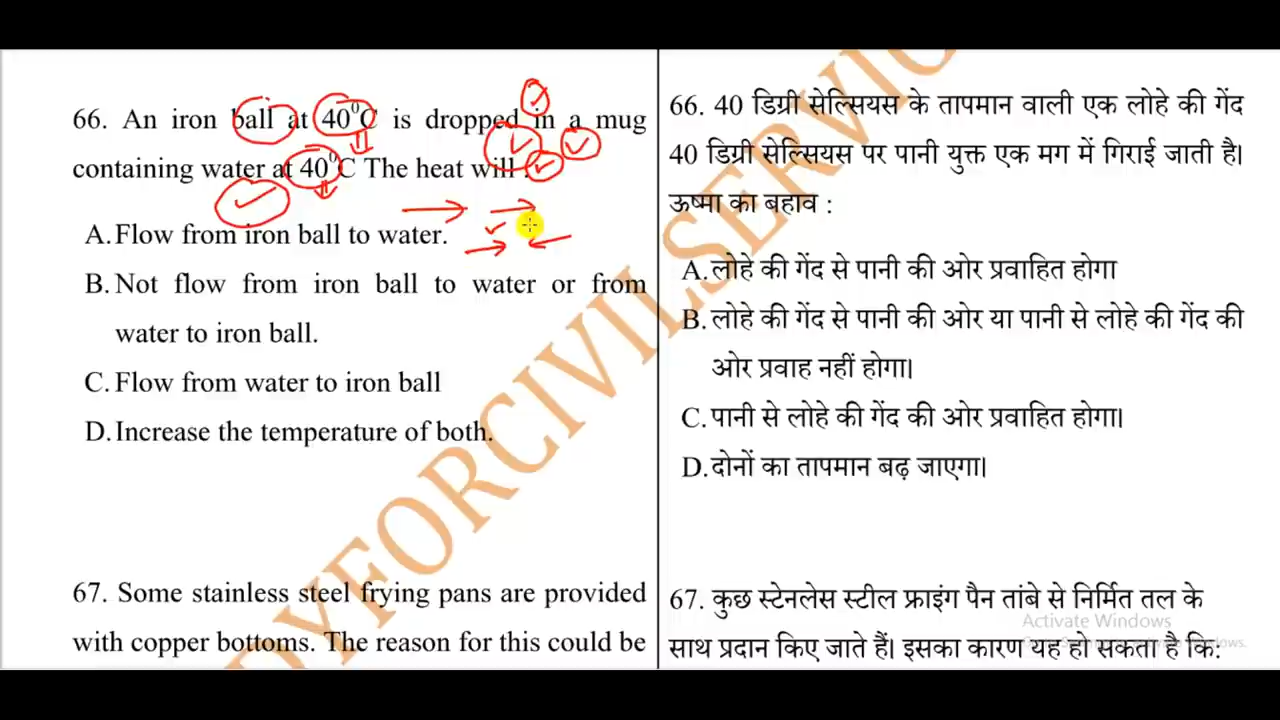 66. An iron ball at 40⁰C is dropped in a mug
containing water at 40⁰C The heat will
A. Flow from iron ball to water.
B. Not flow from iron ball to water or from
water to iron ball.
C. Flow from water to iron ball
D. Increase the temperature of both.
67. Some stainless steel frying pans are provided
with copper bottoms. The reason for this could be
66. 40 डिग्री सेल्सियस के तापमान वाली एक लोहे की गेंद
40 डिग्री सेल्सियस पर पानी युक्त एक मग में गिराई जाती है।
ऊष्मा का बहाव :
A. लोहे की गेंद से पानी की ओर प्रवाहित होगा
B. लोहे की गेंद से पानी की ओर या पानी से लोहे की गेंद की
ओर प्रवाह नहीं होगा।
C. पानी से लोहे की गेंद की ओर प्रवाहित होगा।
D. दोनों का तापमान बढ़ जाएगा।
67. कुछ स्टेनलेस स्टील फ्राइंग पैन तांबे से निर्मित तल के
साथ प्रदान किए जाते हैं। इसका कारण यह हो सकता है कि:
DYFORCIVILSERVIC
Activate Windows